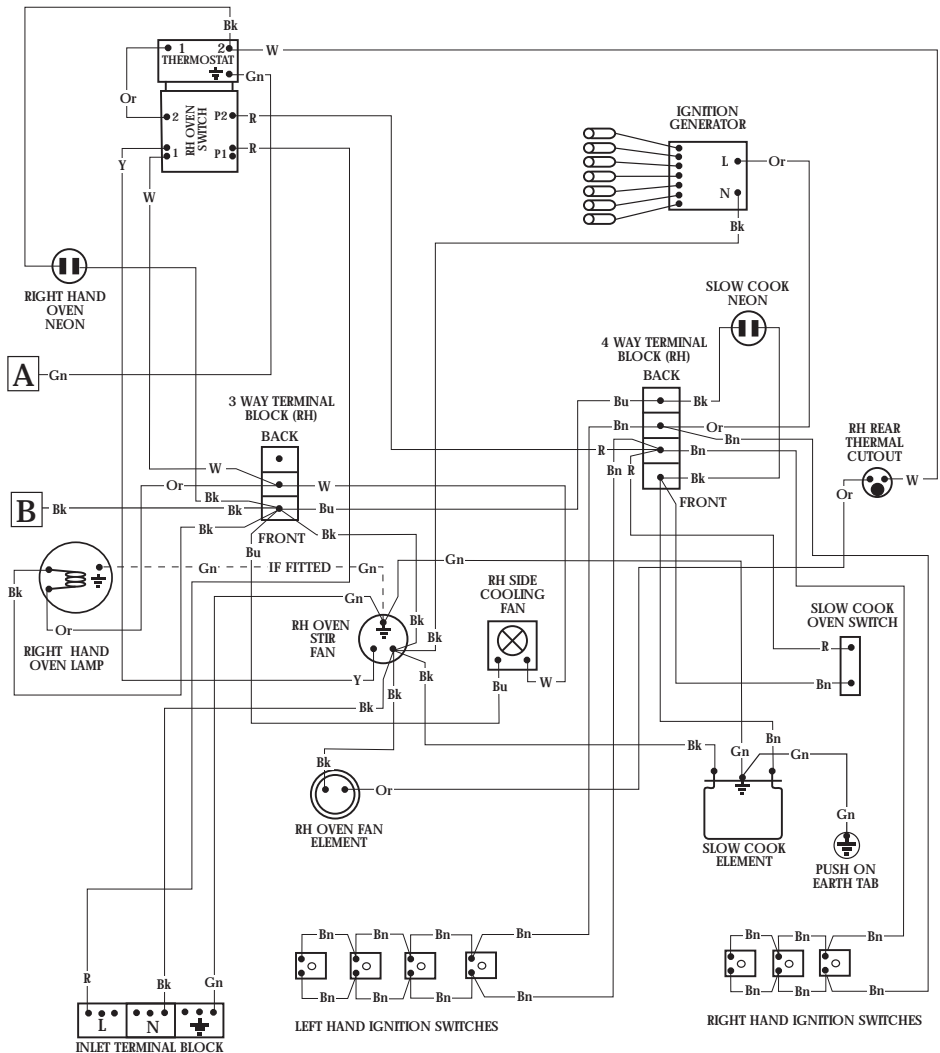 Bk
1 2
W
THERMOSTAT
Gn
Or
2
P2
R
RH OVEN
SWITCH
1
P1
R
Y
W
IGNITION
GENERATOR
L
Or
N
Bk
RIGHT HAND
OVEN
NEON
SLOW COOK
NEON
A
Gn
4 WAY TERMINAL
BLOCK (RH)
BACK
Bu
Bk
Bn
Or
Bn
R
Bn
Bn
R
Bk
FRONT
3 WAY TERMINAL
BLOCK (RH)
BACK
W
Or
W
Bk
B
Bk
Bk
Bk
Bu
Bk
FRONT
Bk
Bu
RH REAR
THERMAL
CUTOUT
Or
W
Gn
IF FITTED
Gn
Gn
Bk
Gn
Or
RIGHT HAND
OVEN LAMP
RH OVEN
STIR
FAN
Bk
Bk
Y
Bk
Bk
Bk
RH SIDE
COOLING
FAN
Bu
W
SLOW COOK
OVEN SWITCH
R
Bn
Bk
Gn
Bn
Gn
Bk
Or
RH OVEN FAN
ELEMENT
SLOW COOK
ELEMENT
Gn
PUSH ON
EARTH TAB
R
Bk
Gn
L
N
INLET TERMINAL BLOCK
Bn
Bn
Bn
Bn
Bn
Bn
Bn
Bn
LEFT HAND IGNITION SWITCHES
Bn
Bn
Bn
Bn
Bn
Bn
RIGHT HAND IGNITION SWITCHES